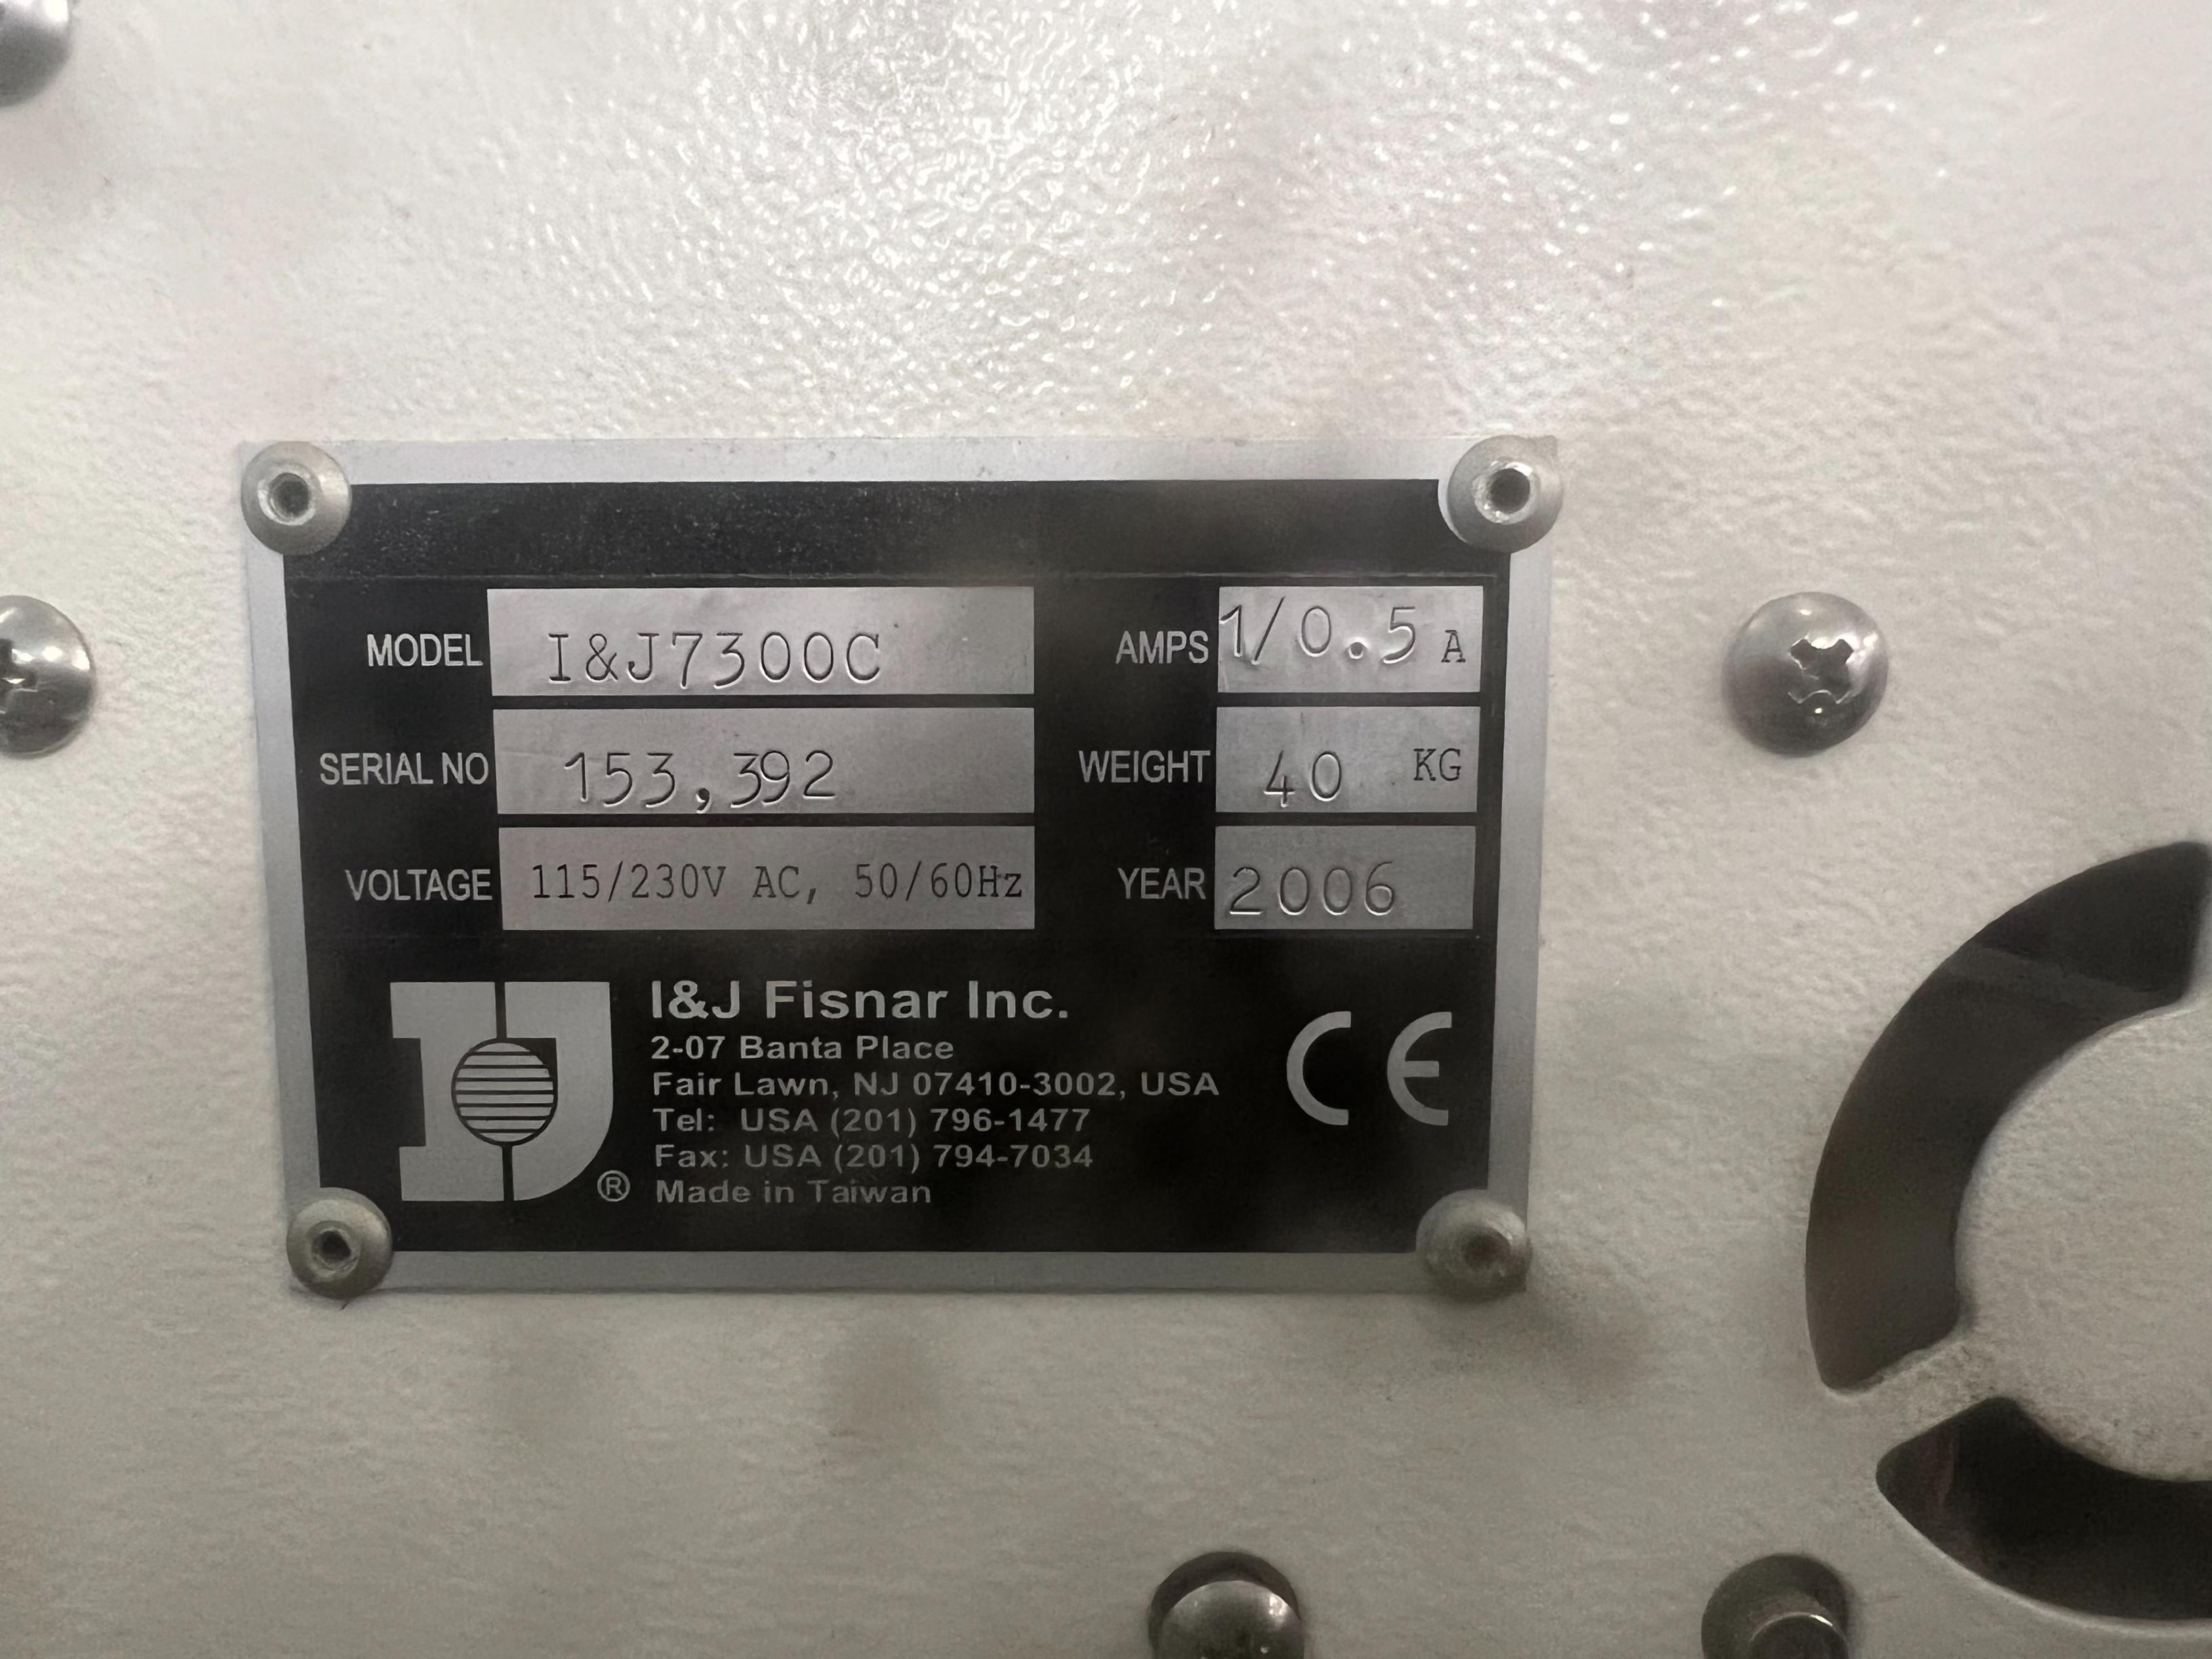 MODEL I&J7300C AMPS 1/0.5 A
SERIAL NO 153,392 WEIGHT 40 KG
VOLTAGE 115/230V AC, 50/60Hz YEAR 2006
IJ ®
I&J Fisnar Inc.
2-07 Banta Place
Fair Lawn, NJ 07410-3002, USA
Tel: USA (201) 796-1477
Fax: USA (201) 794-7034
Made in Taiwan
CE